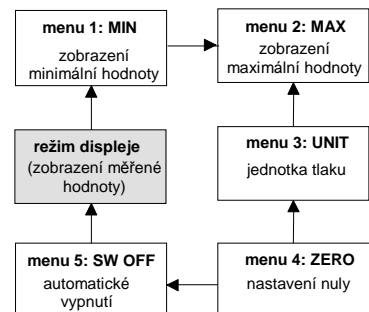 menu 1: MIN
zobrazení
minimální hodnoty
menu 2: MAX
zobrazení
maximální hodnoty
režim displeje
(zobrazení měřené
hodnoty)
menu 3: UNIT
jednotka tlaku
menu 5: SW OFF
automatické
vypnutí
menu 4: ZERO
nastavení nuly